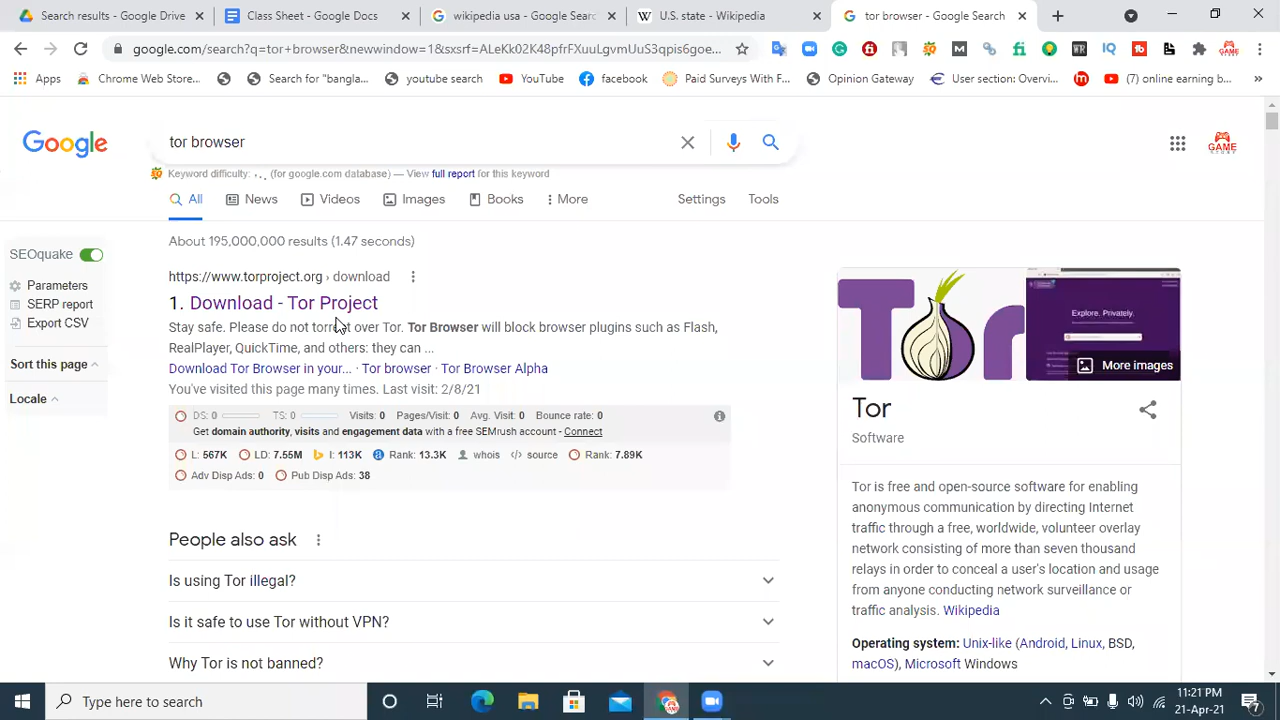 Search results - Google Drive
Class Sheet - Google Docs
wikipedia usa - Google Search
U.S. state - Wikipedia
tor browser - Google Search
google.com/search?q=tor+browser&newwindow=1&sxsrf=ALeKk02K48pfrFXuuLgvmUuS3qpis6goe...
Apps
Chrome Web Store...
Search for "bangla...
youtube search
YouTube
facebook
Paid Surveys With F...
Opinion Gateway
User section: Overvi...
(7) online earning b...
»
Google
tor browser
GAME
Keyword difficulty: (for google.com database) — View full report for this keyword
All
News
Videos
Images
Books
More
Settings
Tools
About 195,000,000 results (1.47 seconds)
SEOquake
Parameters
SERP report
Export CSV
Sort this page
Locale
https://www.torproject.org › download
1. Download - Tor Project
Stay safe. Please do not torrent over Tor. Tor Browser will block browser plugins such as Flash,
RealPlayer, QuickTime, and others: they can ...
Download Tor Browser in your ... · Tor Browser · Tor Browser Alpha
You've visited this page many times. Last visit: 2/8/21
DS: 0 TS: 0 Visits: 0 Pages/Visit: 0 Avg. Visit: 0 Bounce rate: 0
Get domain authority, visits and engagement data with a free SEMrush account - Connect
L: 567K LD: 7.55M I: 113K Rank: 13.3K whois source Rank: 7.89K
Adv Disp Ads: 0 Pub Disp Ads: 38
People also ask
Is using Tor illegal?
Is it safe to use Tor without VPN?
Why Tor is not banned?
Tor
Explore. Privately.
More images
Tor
Software
Tor is free and open-source software for enabling
anonymous communication by directing Internet
traffic through a free, worldwide, volunteer overlay
network consisting of more than seven thousand
relays in order to conceal a user's location and usage
from anyone conducting network surveillance or
traffic analysis. Wikipedia
Operating system: Unix-like (Android, Linux, BSD,
macOS), Microsoft Windows
Type here to search
11:21 PM
21-Apr-21
7